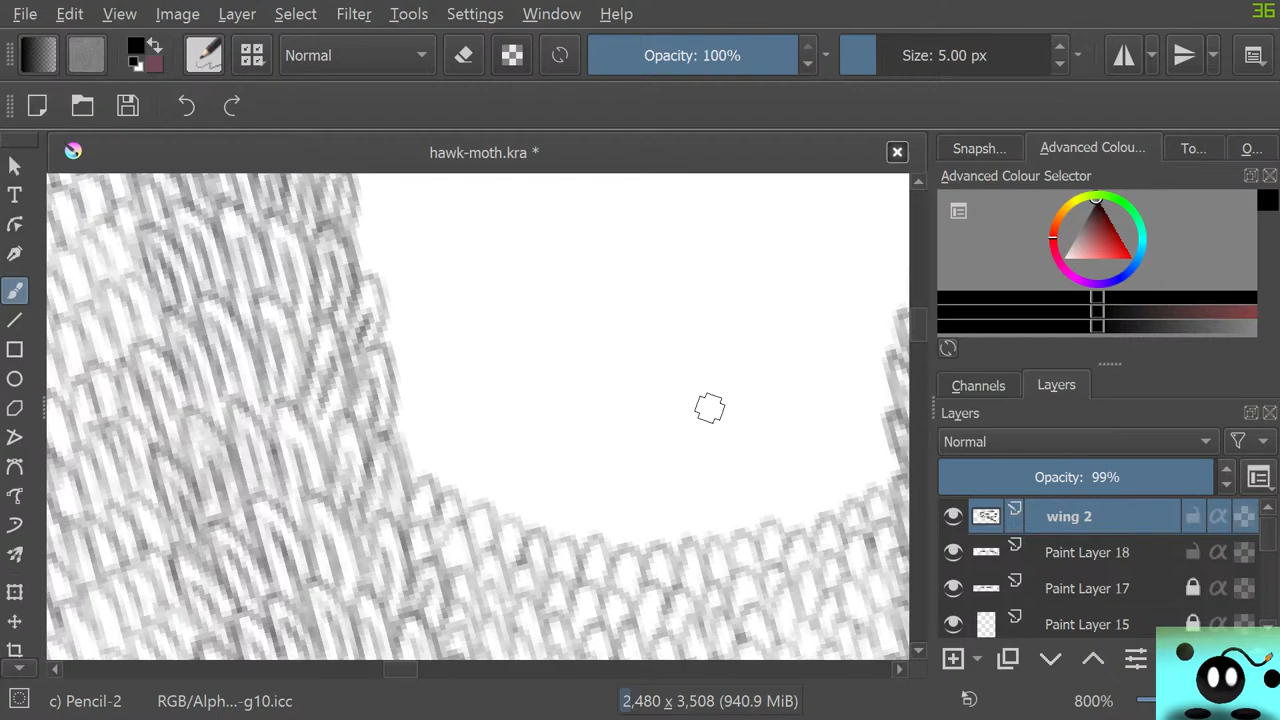 File Edit View Image Layer Select Filter Tools Settings Window Help 36
Normal Opacity: 100% Size: 5.00 px
hawk-moth.kra *
Snapsh... Advanced Colou... To... O...
Advanced Colour Selector
Channels Layers
Layers
Normal
Opacity: 99%
wing 2
Paint Layer 18
Paint Layer 17
Paint Layer 15
c) Pencil-2 RGB/Alph...-g10.icc 2,480 x 3,508 (940.9 MiB) 800%